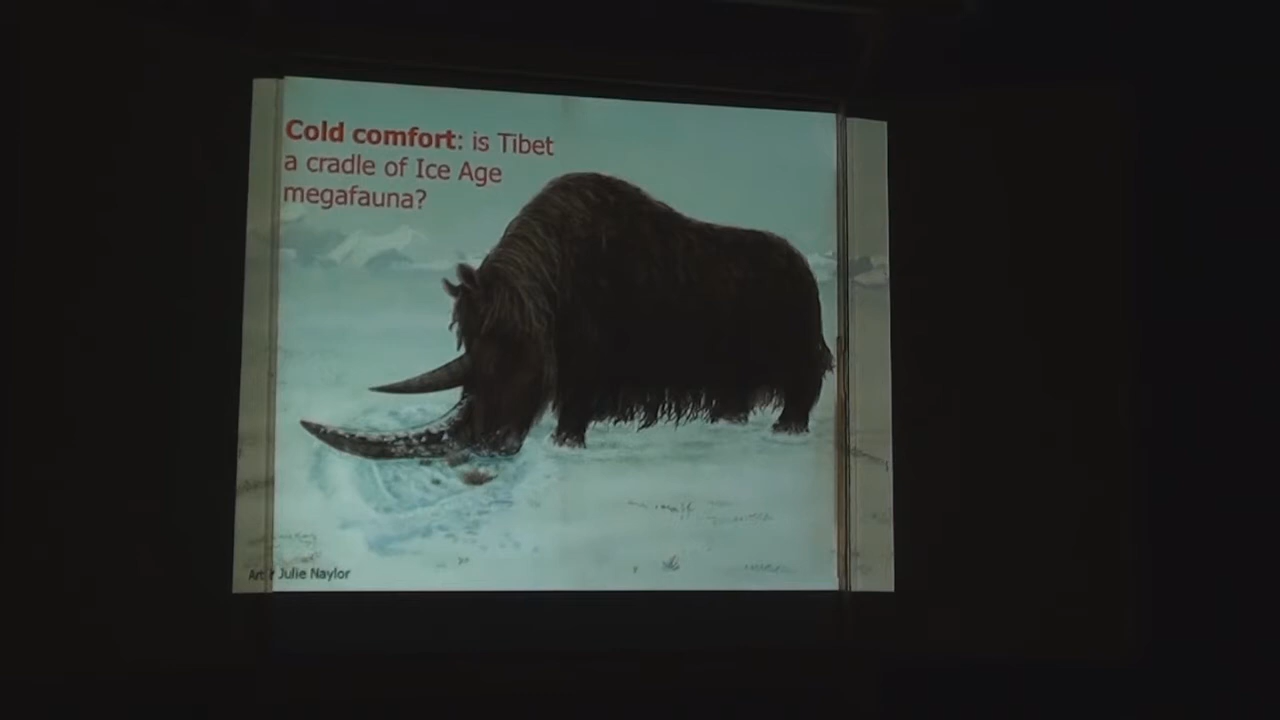 Cold comfort: is Tibet
a cradle of Ice Age
megafauna?
Julie Naylor